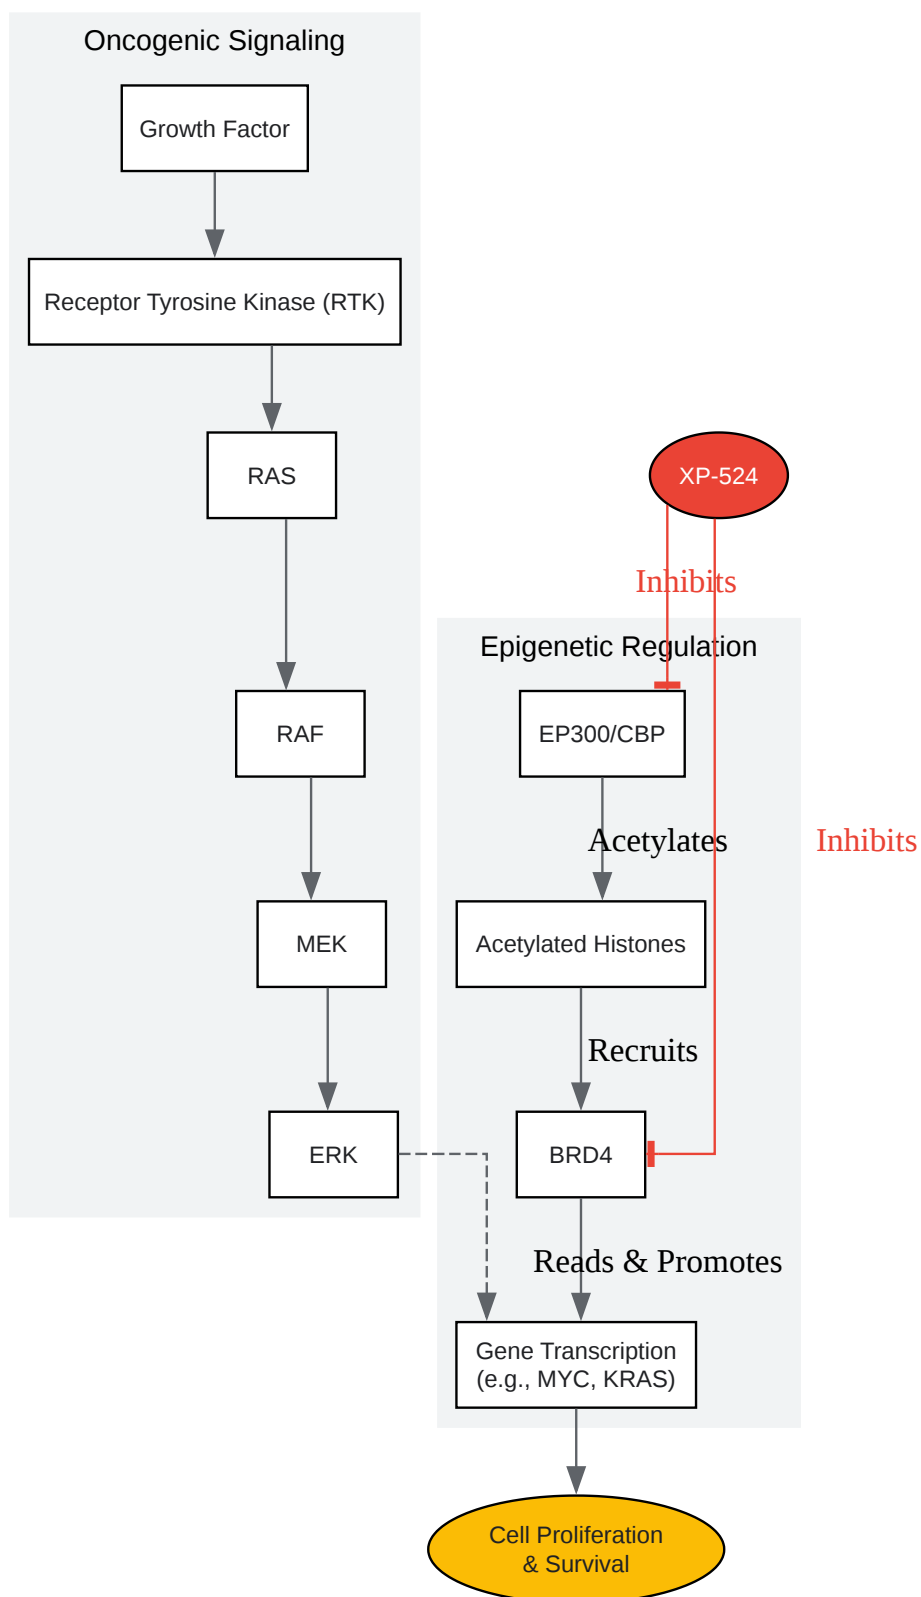 Oncogenic Signaling
Growth Factor
Receptor Tyrosine Kinase (RTK)
RAS
XP-524
Inhibits
Epigenetic Regulation
RAF
EP300/CBP
Acetylates
Inhibits
MEK
Acetylated Histones
Recruits
ERK
BRD4
Reads & Promotes
Gene Transcription
(e.g., MYC, KRAS)
Cell Proliferation
& Survival